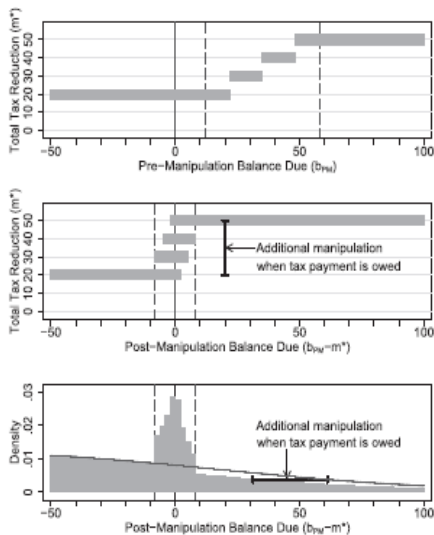 Total Tax Reduction (m*)
0 10 20 30 40 50
−50 0 50 100
Pre−Manipulation Balance Due (bPM)
Total Tax Reduction (m*)
0 10 20 30 40 50
Additional manipulation
when tax payment is owed
−50 0 50 100
Post−Manipulation Balance Due (bPM−m*)
Density
0 .01 .02 .03
Additional manipulation
when tax payment is owed
−50 0 50 100
Post−Manipulation Balance Due (bPM−m*)